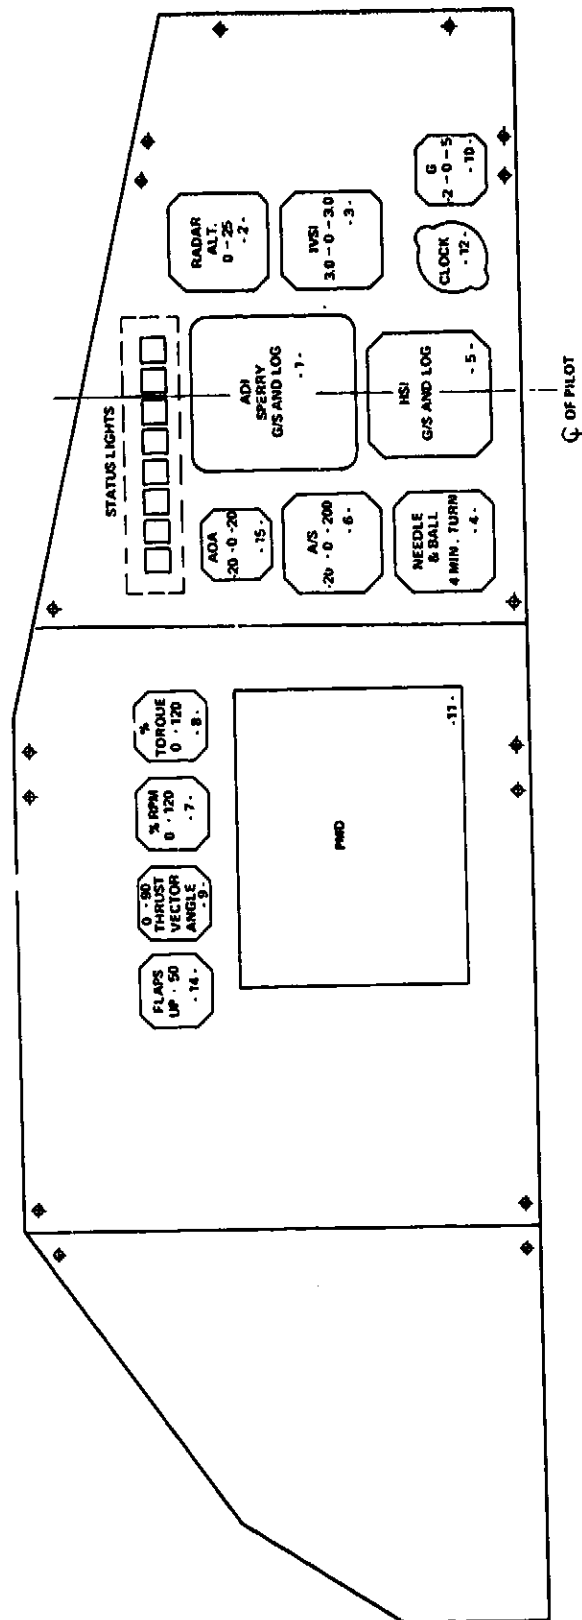 STATUS LIGHTS
FLAPS
UP - 50
- 14 -
0 - 90
THRUST
VECTOR
ANGLE
- 9 -
% RPM
0 - 120
- 7 -
%
TORQUE
0 - 120
- 8 -
PMD
- 11 -
AOA
-20 -0 -20
- 15 -
A/S
-20 - 0 - 200
- 6 -
NEEDLE
& BALL
4 MIN. TURN
- 4 -
ADI
SPERRY
G/S AND LOG
- 1 -
HSI
G/S AND LOG
- 5 -
RADAR
ALT.
0 - 25
- 2 -
IVSI
3.0 - 0 - 3.0
- 3 -
CLOCK
- 12 -
G
-2 - 0 - 5
- 10 -
℄ OF PILOT